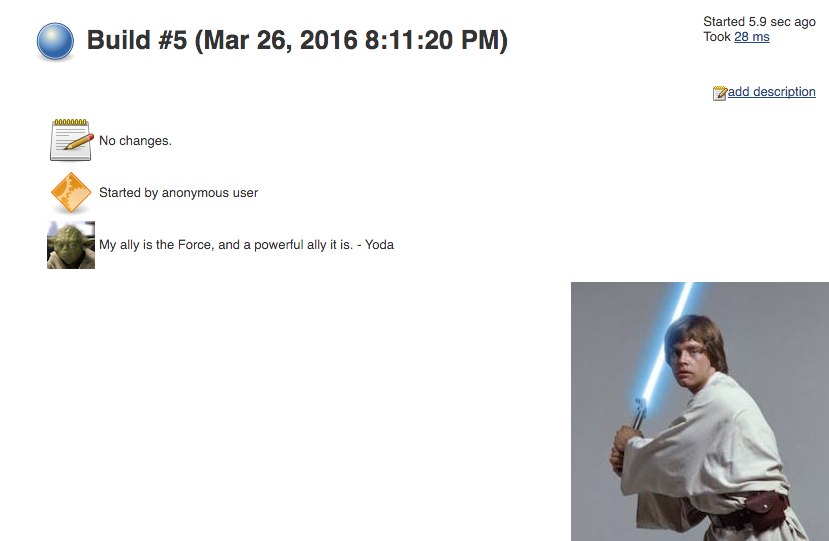 Build #5 (Mar 26, 2016 8:11:20 PM)
Started 5.9 sec ago
Took 28 ms
add description
No changes.
Started by anonymous user
My ally is the Force, and a powerful ally it is. - Yoda